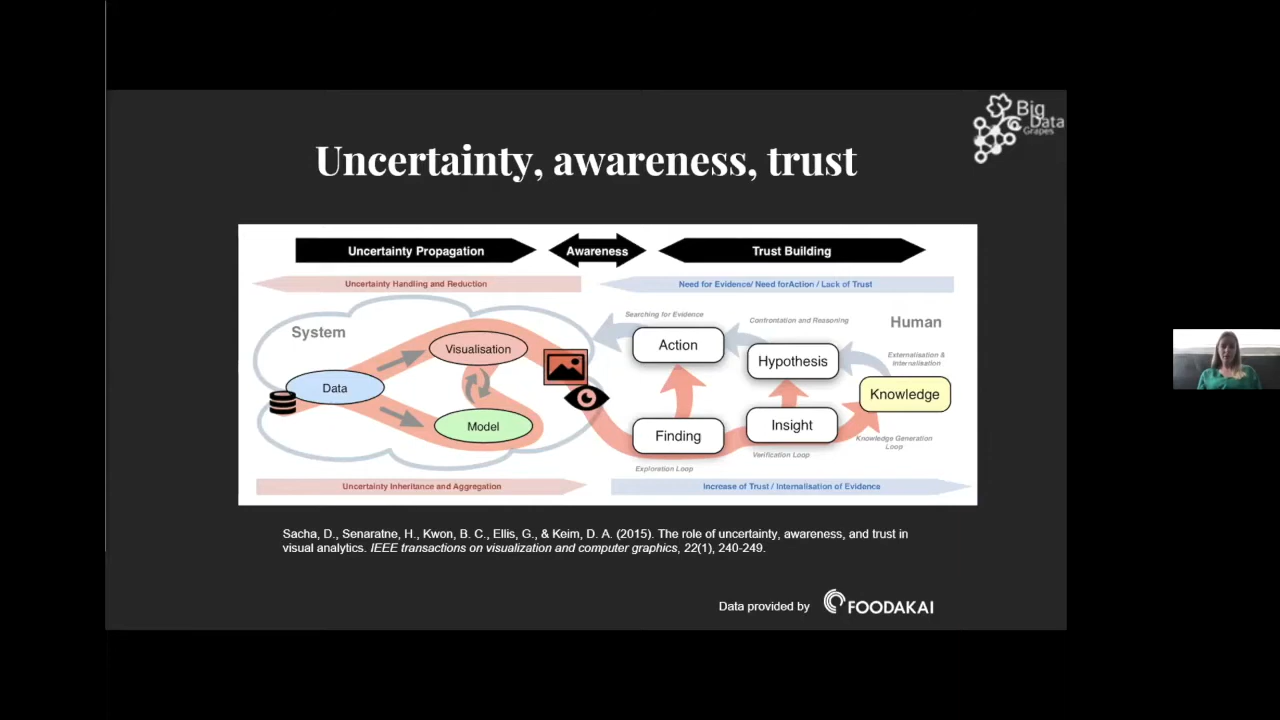 Big
Data
Grapes
Uncertainty, awareness, trust
Uncertainty Propagation
Awareness
Trust Building
Uncertainty Handling and Reduction
Need for Evidence/ Need forAction / Lack of Trust
System
Human
Searching for Evidence
Confrontation and Reasoning
Externalisation &
Internalisation
Visualisation
Action
Hypothesis
Data
Knowledge
Model
Finding
Insight
Knowledge Generation
Loop
Verification Loop
Exploration Loop
Uncertainty Inheritance and Aggregation
Increase of Trust / Internalisation of Evidence
Sacha, D., Senaratne, H., Kwon, B. C., Ellis, G., & Keim, D. A. (2015). The role of uncertainty, awareness, and trust in
visual analytics. IEEE transactions on visualization and computer graphics, 22(1), 240-249.
Data provided by
FOODAKAI